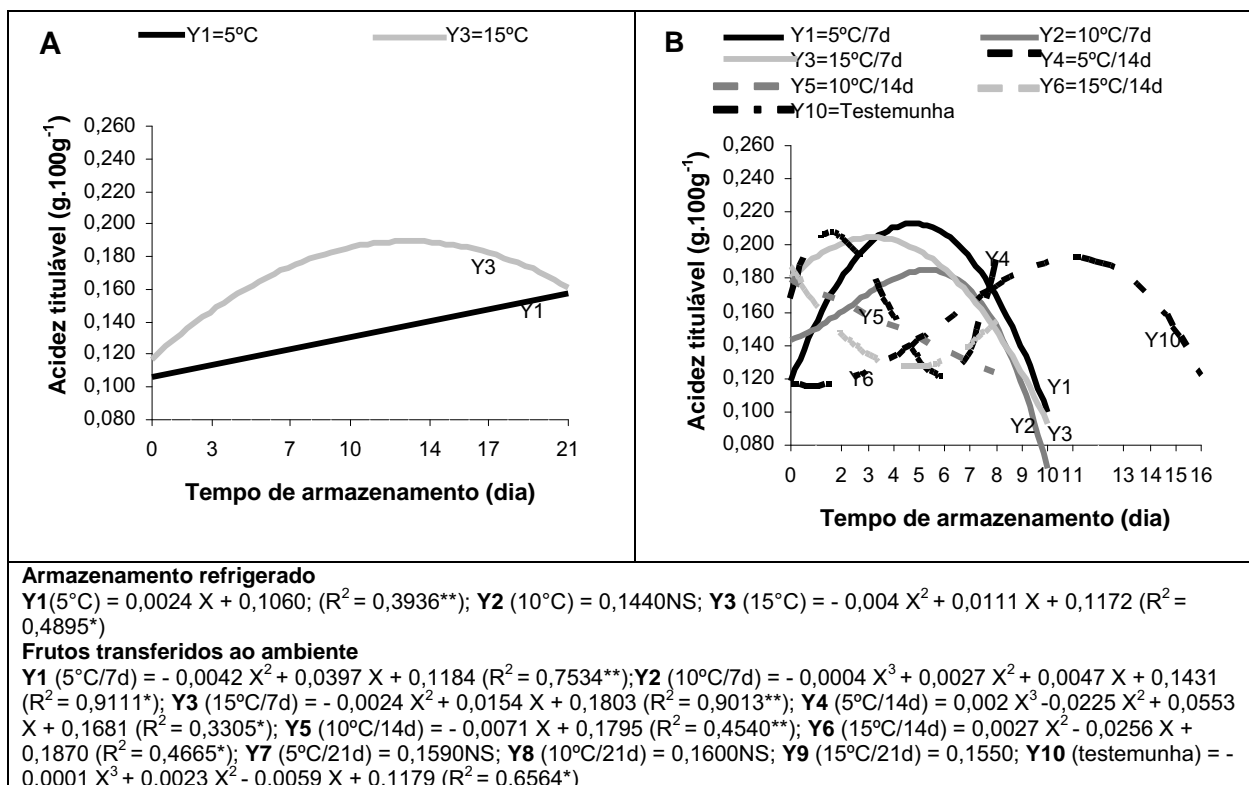 A
Y1=5ºC Y3=15ºC
Acidez titulável (g.100g-1)
0,260
0,240
0,220
0,200
0,180
0,160
0,140
0,120
0,100
0,080
Y3
Y1
0 3 7 10 14 17 21
Tempo de armazenamento (dia)
B
Y1=5ºC/7d Y2=10ºC/7d
Y3=15ºC/7d Y4=5ºC/14d
Y5=10ºC/14d Y6=15ºC/14d
Y10=Testemunha
Acidez titulável (g.100g-1)
0,260
0,240
0,220
0,200
0,180
0,160
0,140
0,120
0,100
0,080
Y4
Y5
Y10
Y6
Y1
Y2 Y3
0 2 3 4 5 6 7 8 9 10 11 13 14 15 16
Tempo de armazenamento (dia)
Armazenamento refrigerado
Y1(5°C) = 0,0024 X + 0,1060; (R2 = 0,3936**); Y2 (10°C) = 0,1440NS; Y3 (15°C) = - 0,004 X2 + 0,0111 X + 0,1172 (R2 =
0,4895*)
Frutos transferidos ao ambiente
Y1 (5°C/7d) = - 0,0042 X2 + 0,0397 X + 0,1184 (R2 = 0,7534**);Y2 (10ºC/7d) = - 0,0004 X3 + 0,0027 X2 + 0,0047 X + 0,1431
(R2 = 0,9111*); Y3 (15ºC/7d) = - 0,0024 X2 + 0,0154 X + 0,1803 (R2 = 0,9013**); Y4 (5°C/14d) = 0,002 X3 -0,0225 X2 + 0,0553
X + 0,1681 (R2 = 0,3305*); Y5 (10ºC/14d) = - 0,0071 X + 0,1795 (R2 = 0,4540**); Y6 (15ºC/14d) = 0,0027 X2 - 0,0256 X +
0,1870 (R2 = 0,4665*); Y7 (5ºC/21d) = 0,1590NS; Y8 (10ºC/21d) = 0,1600NS; Y9 (15ºC/21d) = 0,1550; Y10 (testemunha) = -
0,0001 X3 + 0,0023 X2 - 0,0059 X + 0,1179 (R2 = 0,6564*)